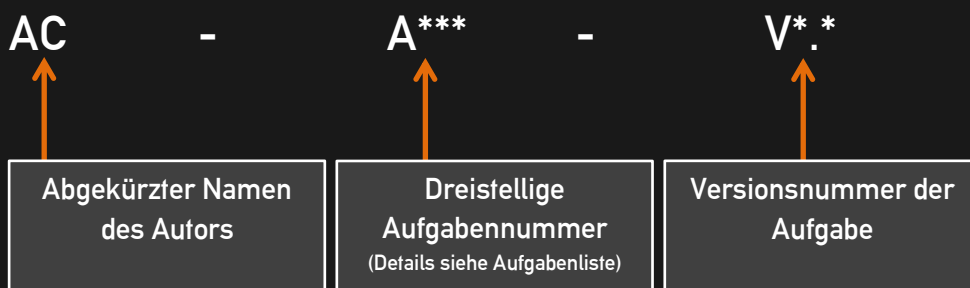 AC - A*** - V*.*
Abgekürzter Namen
des Autors
Dreistellige
Aufgabennummer
(Details siehe Aufgabenliste)
Versionsnummer der
Aufgabe